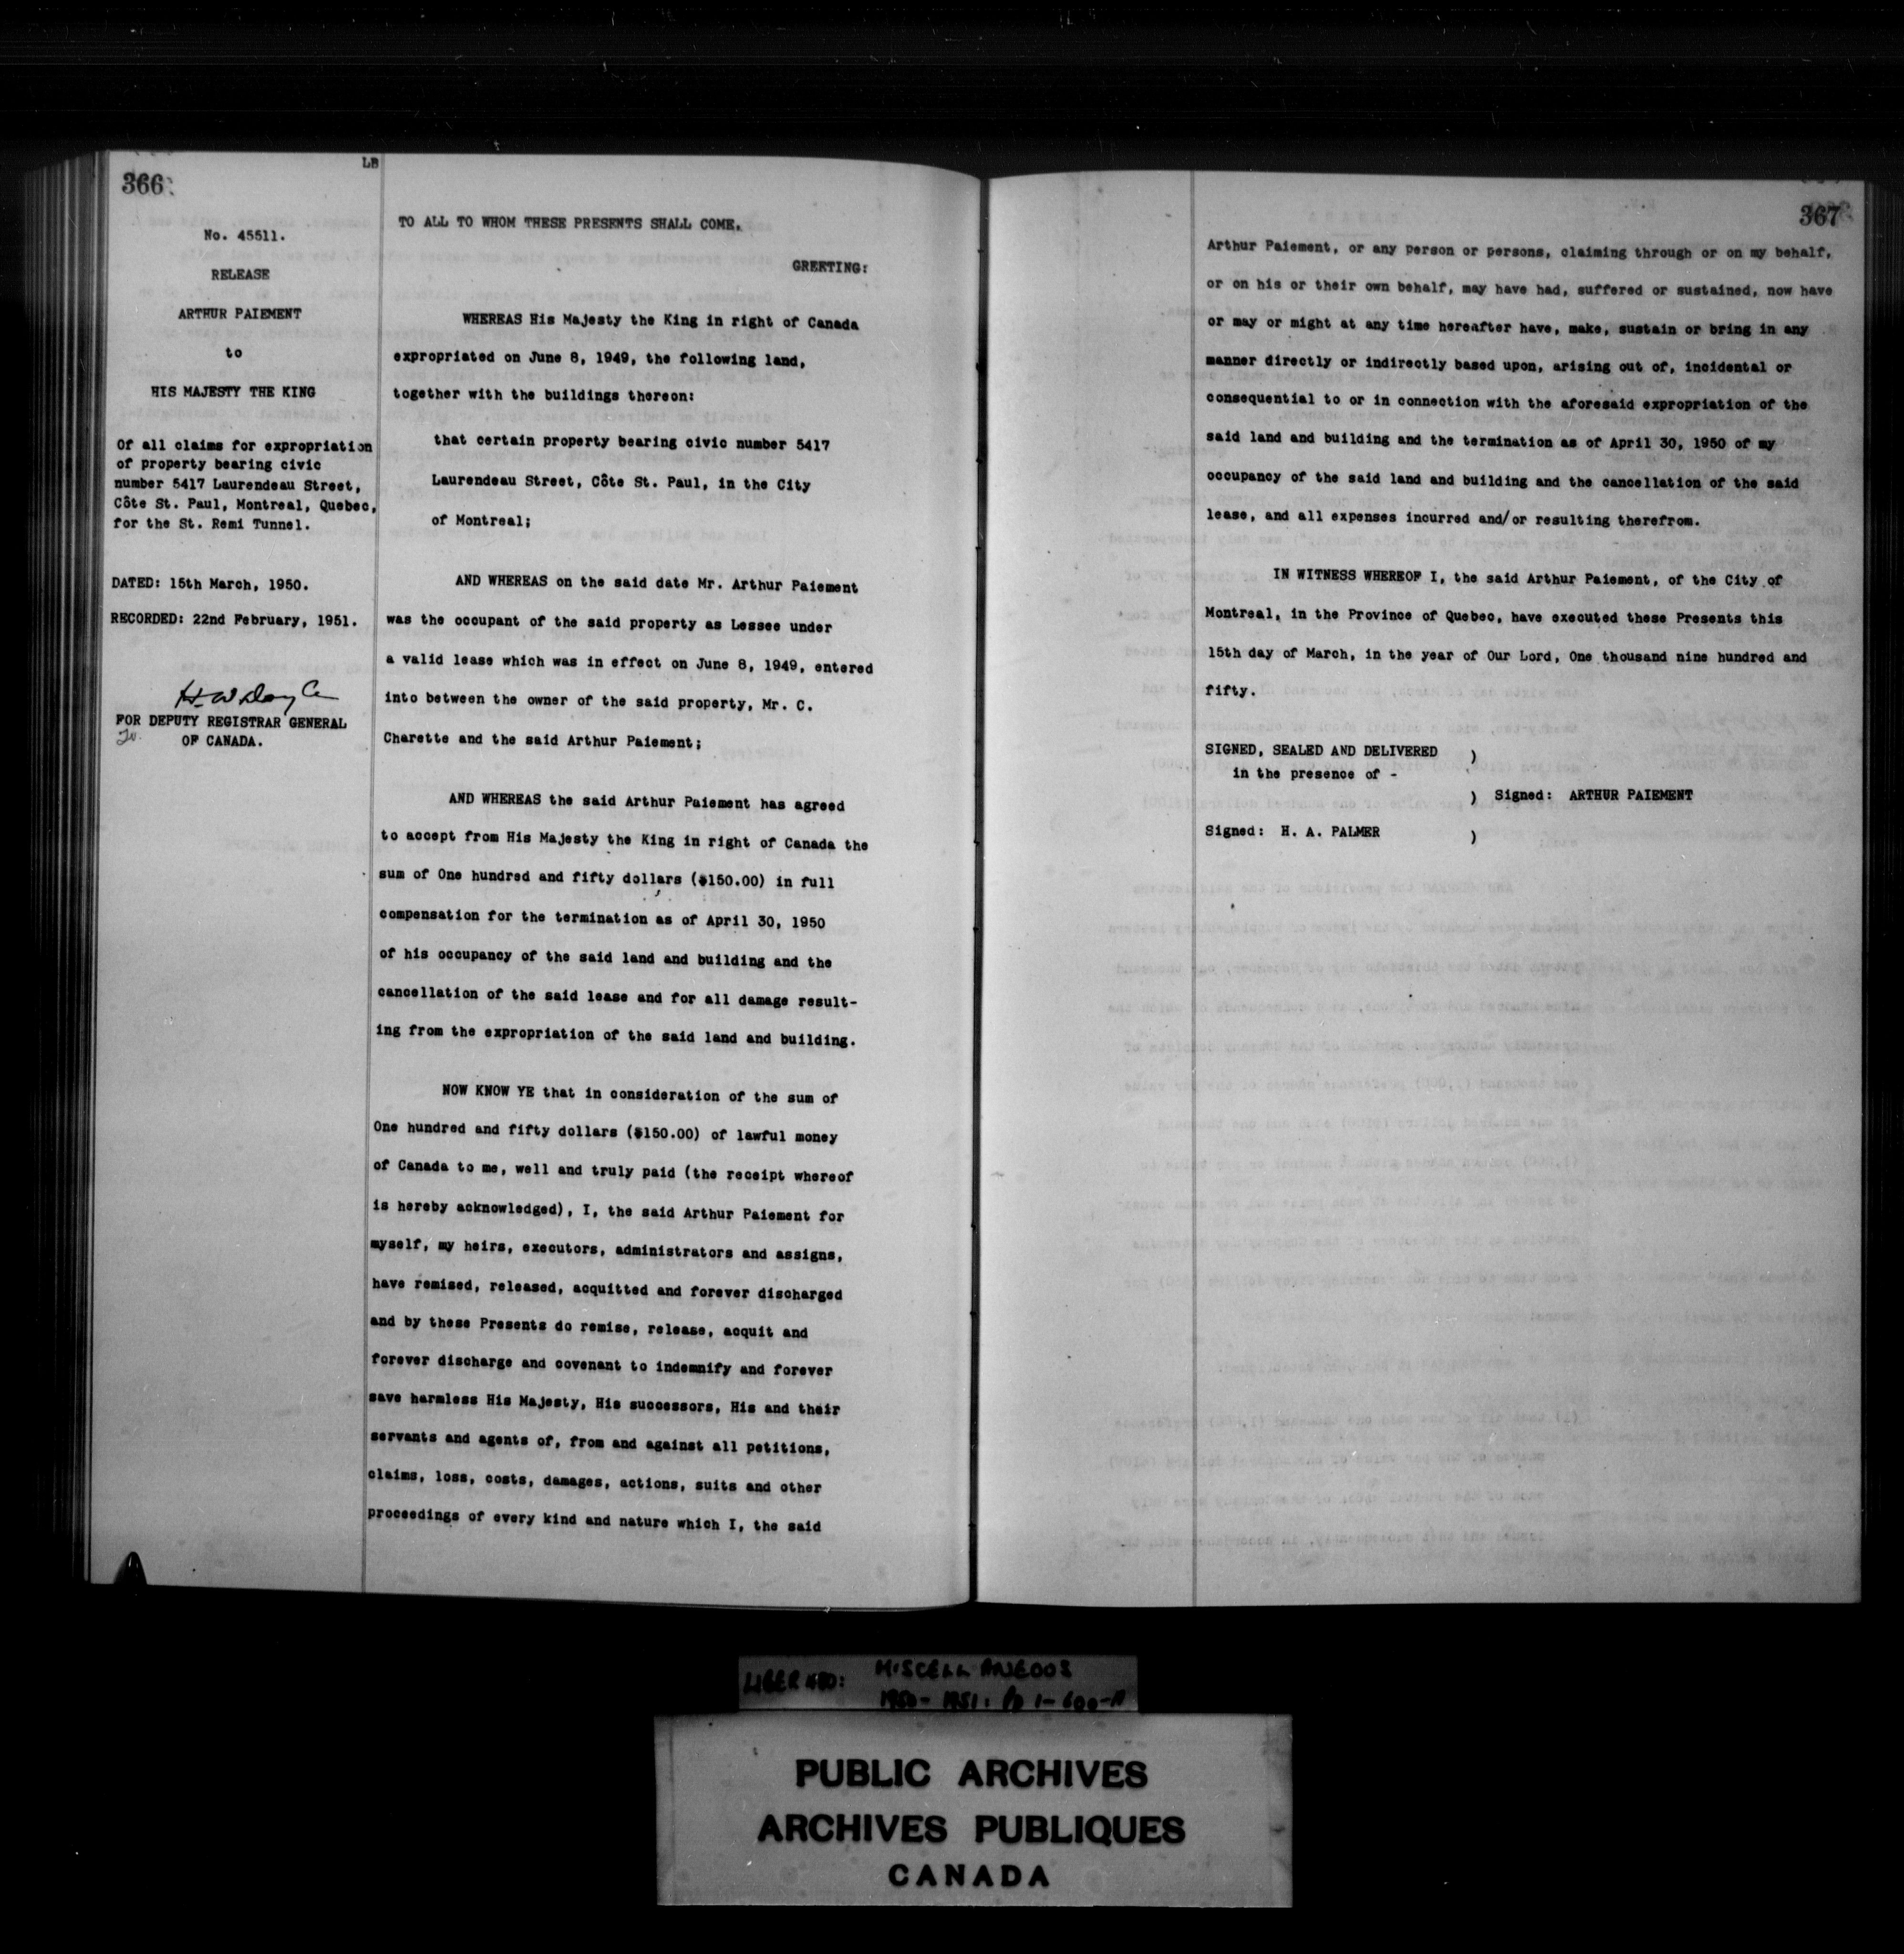 366
LB
No. 45511.
RELEASE
ARTHUR PAIEMENT
to
HIS MAJESTY THE KING
Of all claims for expropriation
of property bearing civic
number 5417 Laurendeau Street,
Côte St. Paul, Montreal, Quebec,
for the St. Remi Tunnel.
DATED: 15th March, 1950.
RECORDED: 22nd February, 1951.
H. W. Doyle
FOR DEPUTY REGISTRAR GENERAL
OF CANADA.
TO ALL TO WHOM THESE PRESENTS SHALL COME,
GREETING:
WHEREAS His Majesty the King in right of Canada
expropriated on June 8, 1949, the following land,
together with the buildings thereon:
that certain property bearing civic number 5417
Laurendeau Street, Côte St. Paul, in the City
of Montreal;
AND WHEREAS on the said date Mr. Arthur Paiement
was the occupant of the said property as Lessee under
a valid lease which was in effect on June 8, 1949, entered
into between the owner of the said property, Mr. C.
Charette and the said Arthur Paiement;
AND WHEREAS the said Arthur Paiement has agreed
to accept from His Majesty the King in right of Canada the
sum of One hundred and fifty dollars ($150.00) in full
compensation for the termination as of April 30, 1950
of his occupancy of the said land and building and the
cancellation of the said lease and for all damage result-
ing from the expropriation of the said land and building.
NOW KNOW YE that in consideration of the sum of
One hundred and fifty dollars ($150.00) of lawful money
of Canada to me, well and truly paid (the receipt whereof
is hereby acknowledged), I, the said Arthur Paiement for
myself, my heirs, executors, administrators and assigns,
have remised, released, acquitted and forever discharged
and by these Presents do remise, release, acquit and
forever discharge and covenant to indemnify and forever
save harmless His Majesty, His successors, His and their
servants and agents of, from and against all petitions,
claims, loss, costs, damages, actions, suits and other
proceedings of every kind and nature which I, the said
367
Arthur Paiement, or any person or persons, claiming through or on my behalf,
or on his or their own behalf, may have had, suffered or sustained, now have
or may or might at any time hereafter have, make, sustain or bring in any
manner directly or indirectly based upon, arising out of, incidental or
consequential to or in connection with the aforesaid expropriation of the
said land and building and the termination as of April 30, 1950 of my
occupancy of the said land and building and the cancellation of the said
lease, and all expenses incurred and/or resulting therefrom.
IN WITNESS WHEREOF I, the said Arthur Paiement, of the City of
Montreal, in the Province of Quebec, have executed these Presents this
15th day of March, in the year of Our Lord, One thousand nine hundred and
fifty.
SIGNED, SEALED AND DELIVERED )
in the presence of -
) Signed: ARTHUR PAIEMENT
Signed: H. A. PALMER )
LIBER 480: MISCELLANEOUS
1950- 1951: Pp 1-600-A
PUBLIC ARCHIVES
ARCHIVES PUBLIQUES
CANADA